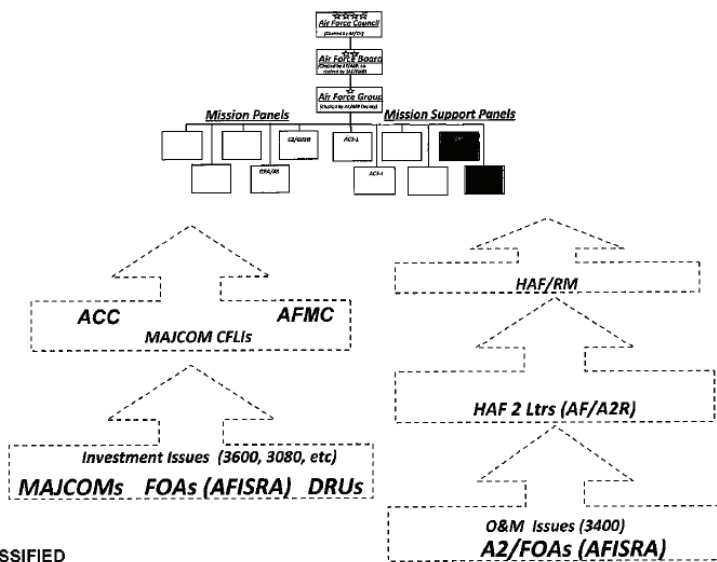 Air Force Council
Air Force Board
Air Force Group
Mission Panels
Mission Support Panels
HAF/RM
ACC
AFMC
MAJCOM CFLIs
HAF 2 Ltrs (AF/A2R)
Investment Issues (3600, 3080, etc)
MAJCOMs FOAs (AFISRA) DRUs
O&M Issues (3400)
A2/FOAs (AFISRA)
SSIFIED